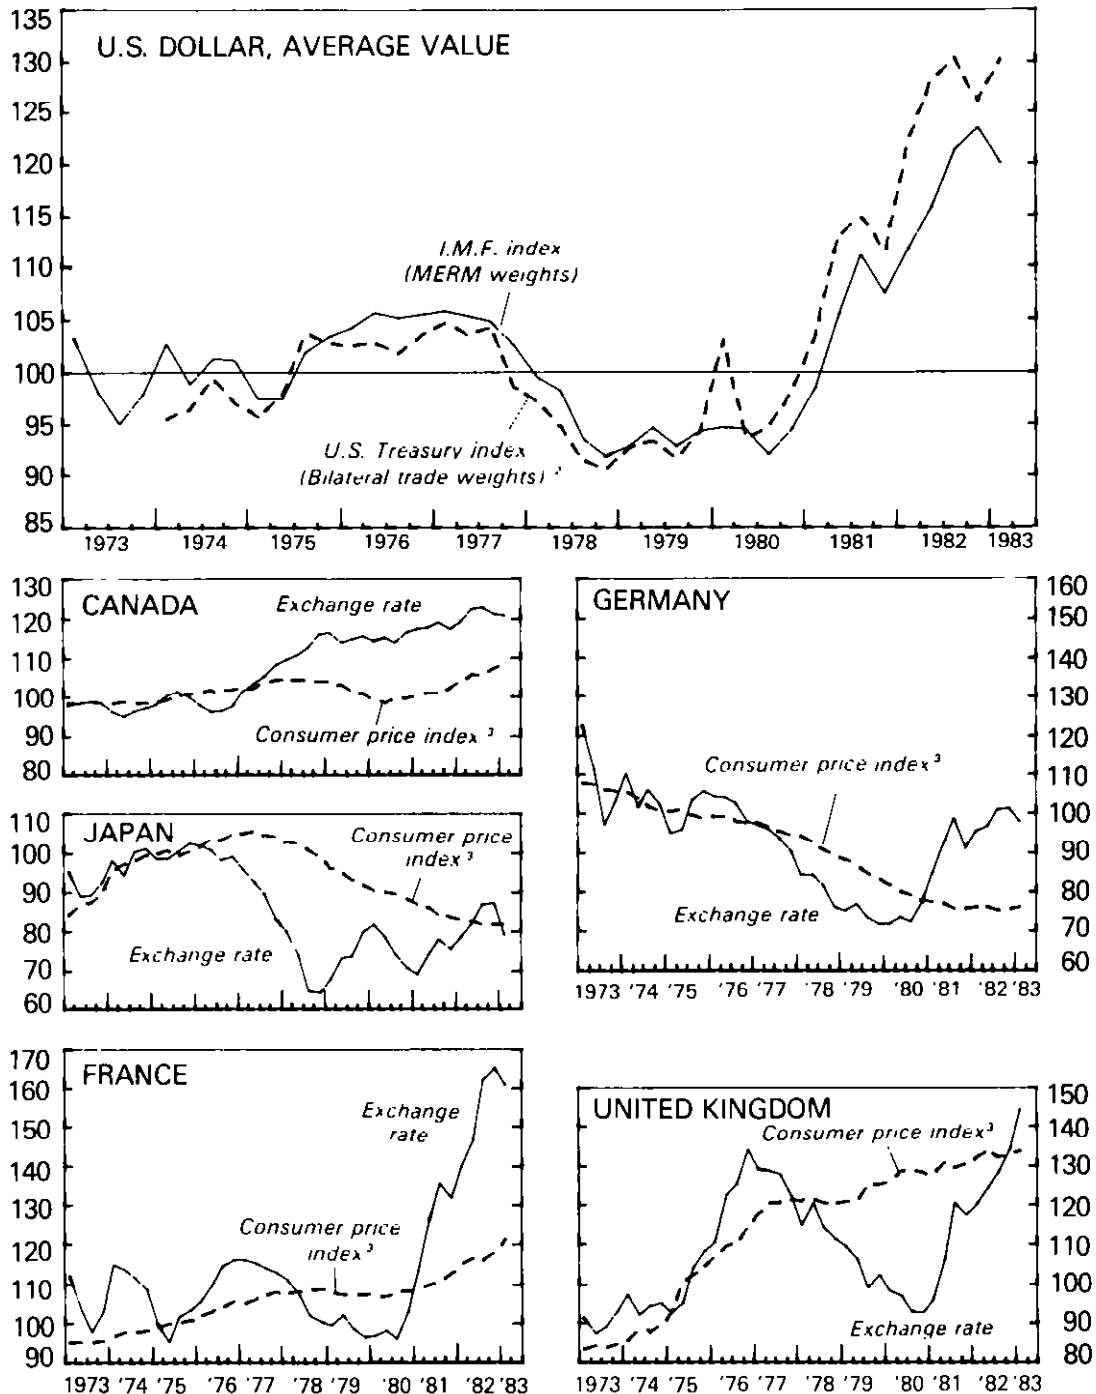 U.S. DOLLAR, AVERAGE VALUE
135
130
125
120
115
110
105
100
95
90
85
I.M.F. index
(MERM weights)
U.S. Treasury index
(Bilateral trade weights) ²
1973 1974 1975 1976 1977 1978 1979 1980 1981 1982 1983
CANADA
130
120
110
100
90
80
Exchange rate
Consumer price index ³
GERMANY
160
150
140
130
120
110
100
90
80
70
60
Consumer price index³
Exchange rate
1973 '74 '75 '76 '77 '78 '79 '80 '81 '82 '83
JAPAN
110
100
90
80
70
60
Consumer price
index³
Exchange rate
FRANCE
170
160
150
140
130
120
110
100
90
Exchange
rate
Consumer price
index³
1973 '74 '75 '76 '77 '78 '79 '80 '81 '82 '83
UNITED KINGDOM
150
140
130
120
110
100
90
80
Consumer price index³
Exchange rate
1973 '74 '75 '76 '77 '78 '79 '80 '81 '82 '83